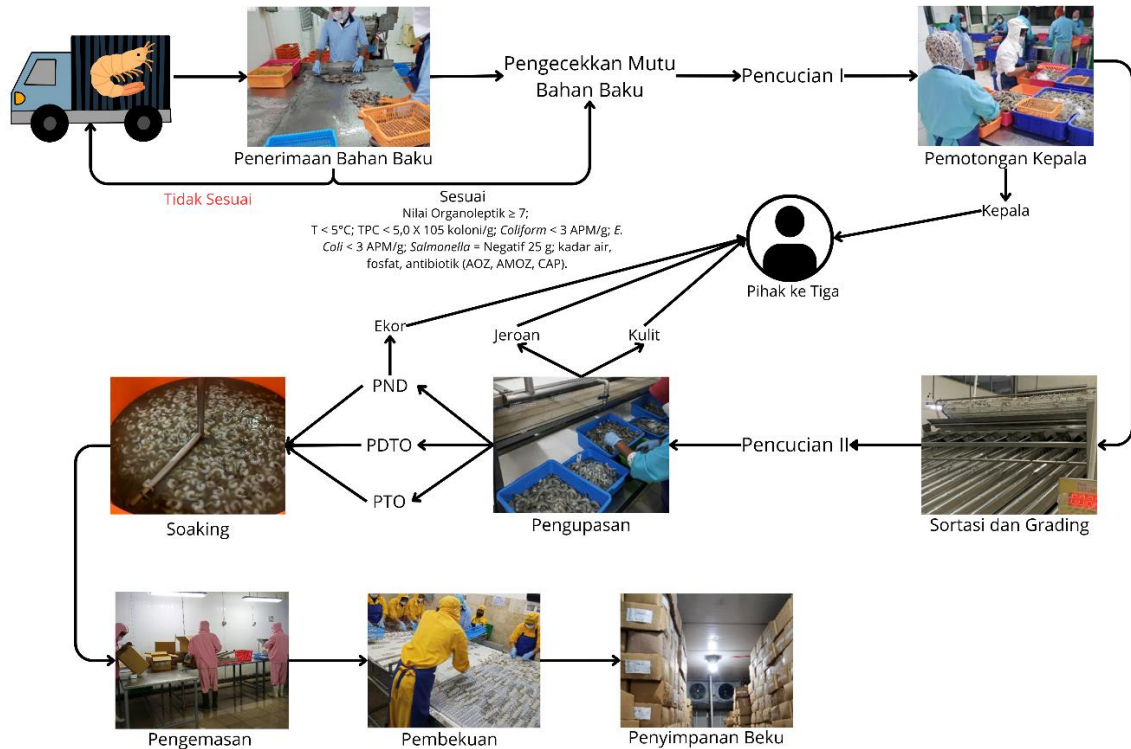 Penerimaan Bahan Baku
Pengecekkan Mutu
Bahan Baku
Pencucian I
Pemotongan Kepala
Tidak Sesuai
Sesuai
Nilai Organoleptik ≥ 7;
T < 5°C; TPC < 5,0 X 105 koloni/g; Coliform < 3 APM/g; E.
Coli < 3 APM/g; Salmonella = Negatif 25 g; kadar air,
fosfat, antibiotik (AOZ, AMOZ, CAP).
Kepala
Pihak ke Tiga
Ekor
Jeroan
Kulit
PND
PDTO
PTO
Soaking
Pengupasan
Pencucian II
Sortasi dan Grading
Pengemasan
Pembekuan
Penyimpanan Beku